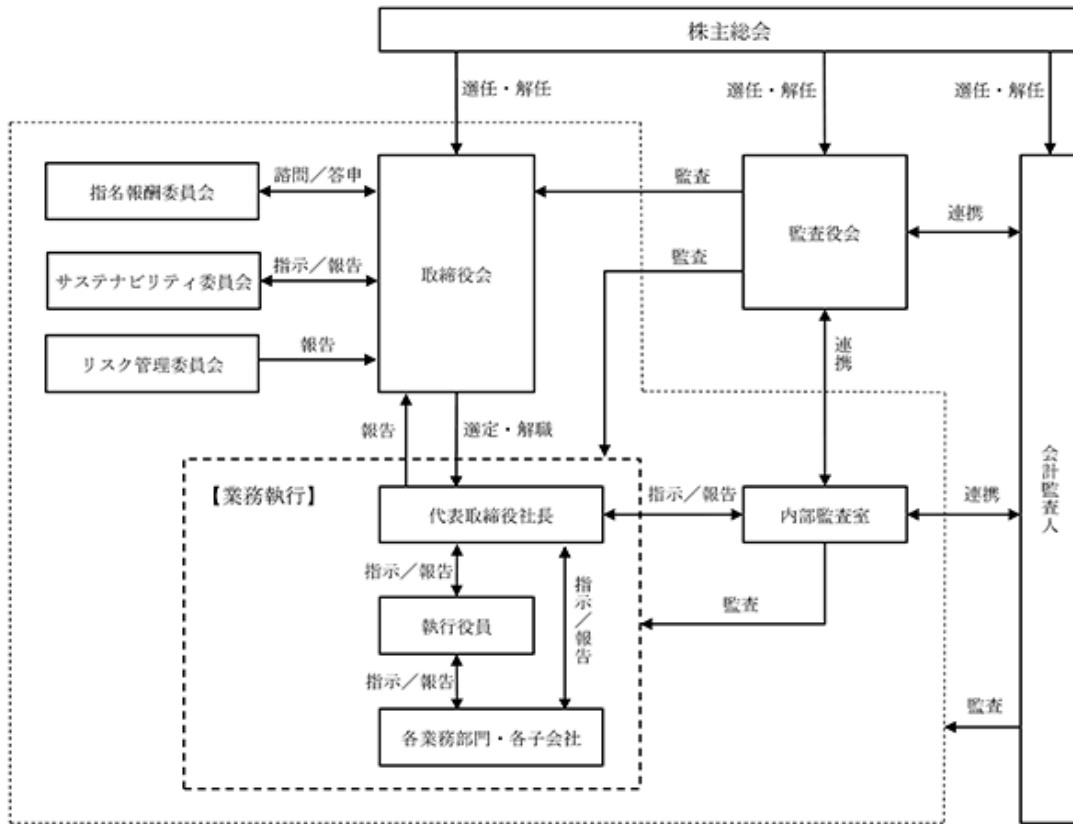 株主総会
選任・解任
選任・解任
選任・解任
指名報酬委員会
諮問／答申
取締役会
監査
監査役会
連携
サステナビリティ委員会
指示／報告
監査
リスク管理委員会
報告
連携
報告
選定・解職
会計監査人
【業務執行】
代表取締役社長
指示／報告
内部監査室
連携
指示／報告
指示／報告
執行役員
監査
指示／報告
各業務部門・各子会社
監査